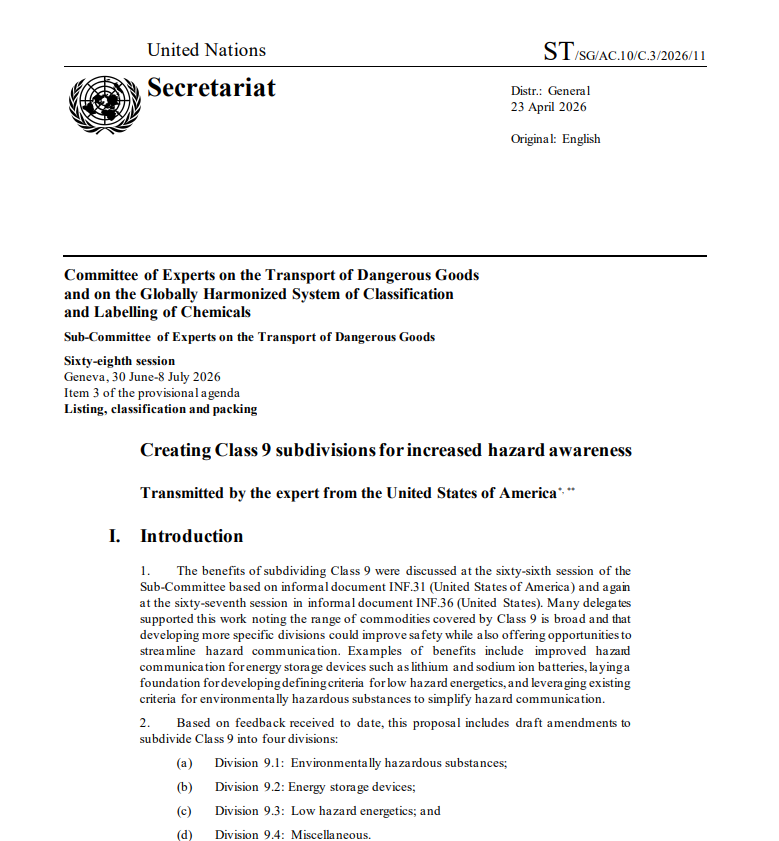 United Nations
ST/SG/AC.10/C.3/2026/11
Secretariat
Distr.: General
23 April 2026
Original: English
Committee of Experts on the Transport of Dangerous Goods
and on the Globally Harmonized System of Classification
and Labelling of Chemicals
Sub-Committee of Experts on the Transport of Dangerous Goods
Sixty-eighth session
Geneva, 30 June-8 July 2026
Item 3 of the provisional agenda
Listing, classification and packing
Creating Class 9 subdivisions for increased hazard awareness
Transmitted by the expert from the United States of America*, **
I. Introduction
1. The benefits of subdividing Class 9 were discussed at the sixty-sixth session of the
Sub-Committee based on informal document INF.31 (United States of America) and again
at the sixty-seventh session in informal document INF.36 (United States). Many delegates
supported this work noting the range of commodities covered by Class 9 is broad and that
developing more specific divisions could improve safety while also offering opportunities to
streamline hazard communication. Examples of benefits include improved hazard
communication for energy storage devices such as lithium and sodium ion batteries, laying a
foundation for developing defining criteria for low hazard energetics, and leveraging existing
criteria for environmentally hazardous substances to simplify hazard communication.
2. Based on feedback received to date, this proposal includes draft amendments to
subdivide Class 9 into four divisions:
(a) Division 9.1: Environmentally hazardous substances;
(b) Division 9.2: Energy storage devices;
(c) Division 9.3: Low hazard energetics; and
(d) Division 9.4: Miscellaneous.